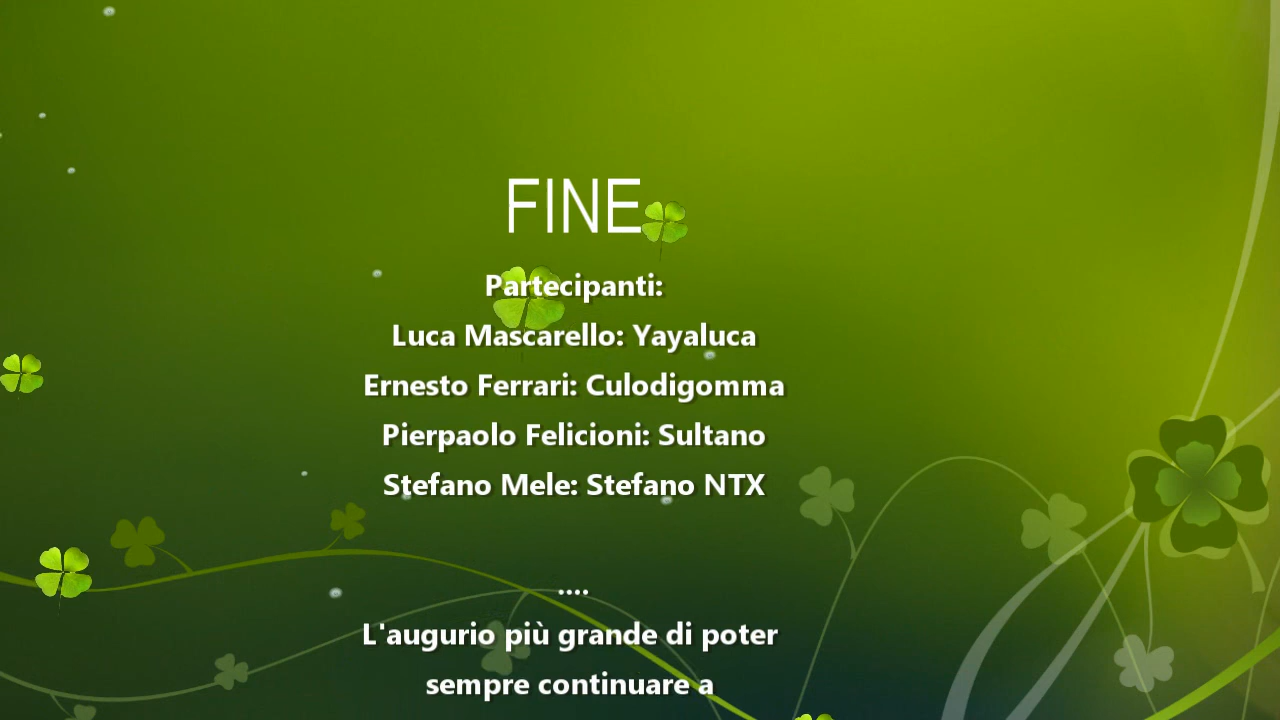 FINE
Partecipanti:
Luca Mascarello: Yayaluca
Ernesto Ferrari: Culodigomma
Pierpaolo Felicioni: Sultano
Stefano Mele: Stefano NTX
....
L'augurio più grande di poter
sempre continuare a